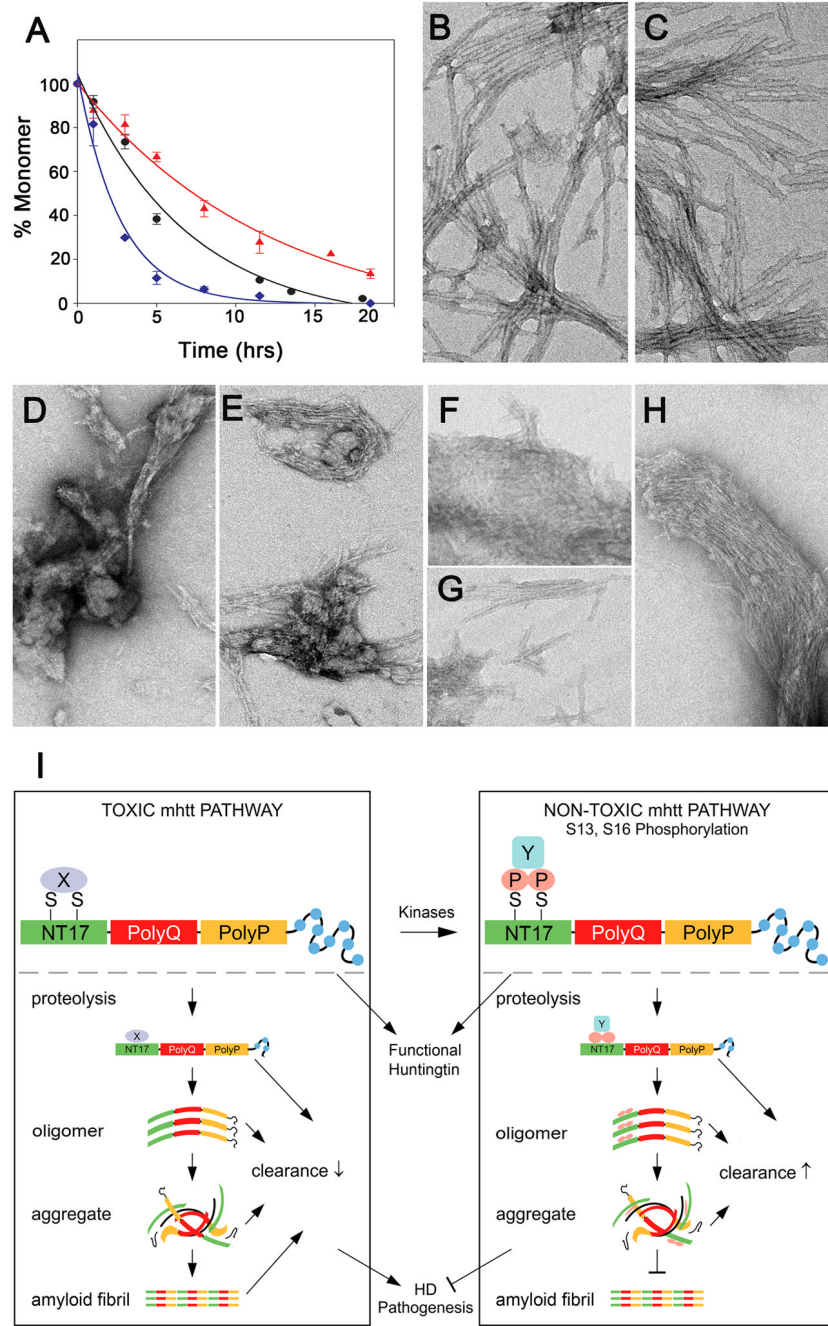 A
% Monomer
100
80
60
40
20
0
0 5 10 15 20
Time (hrs)
B
C
D
E
F
G
H
I
TOXIC mhtt PATHWAY
X
S S
NT17 PolyQ PolyP
proteolysis
X
NT17 PolyQ PolyP
oligomer
clearance ↓
aggregate
amyloid fibril
Kinases
Functional
Huntingtin
HD
Pathogenesis
NON-TOXIC mhtt PATHWAY
S13, S16 Phosphorylation
Y
P P
S S
NT17 PolyQ PolyP
proteolysis
Y
NT17 PolyQ PolyP
oligomer
clearance ↑
aggregate
amyloid fibril